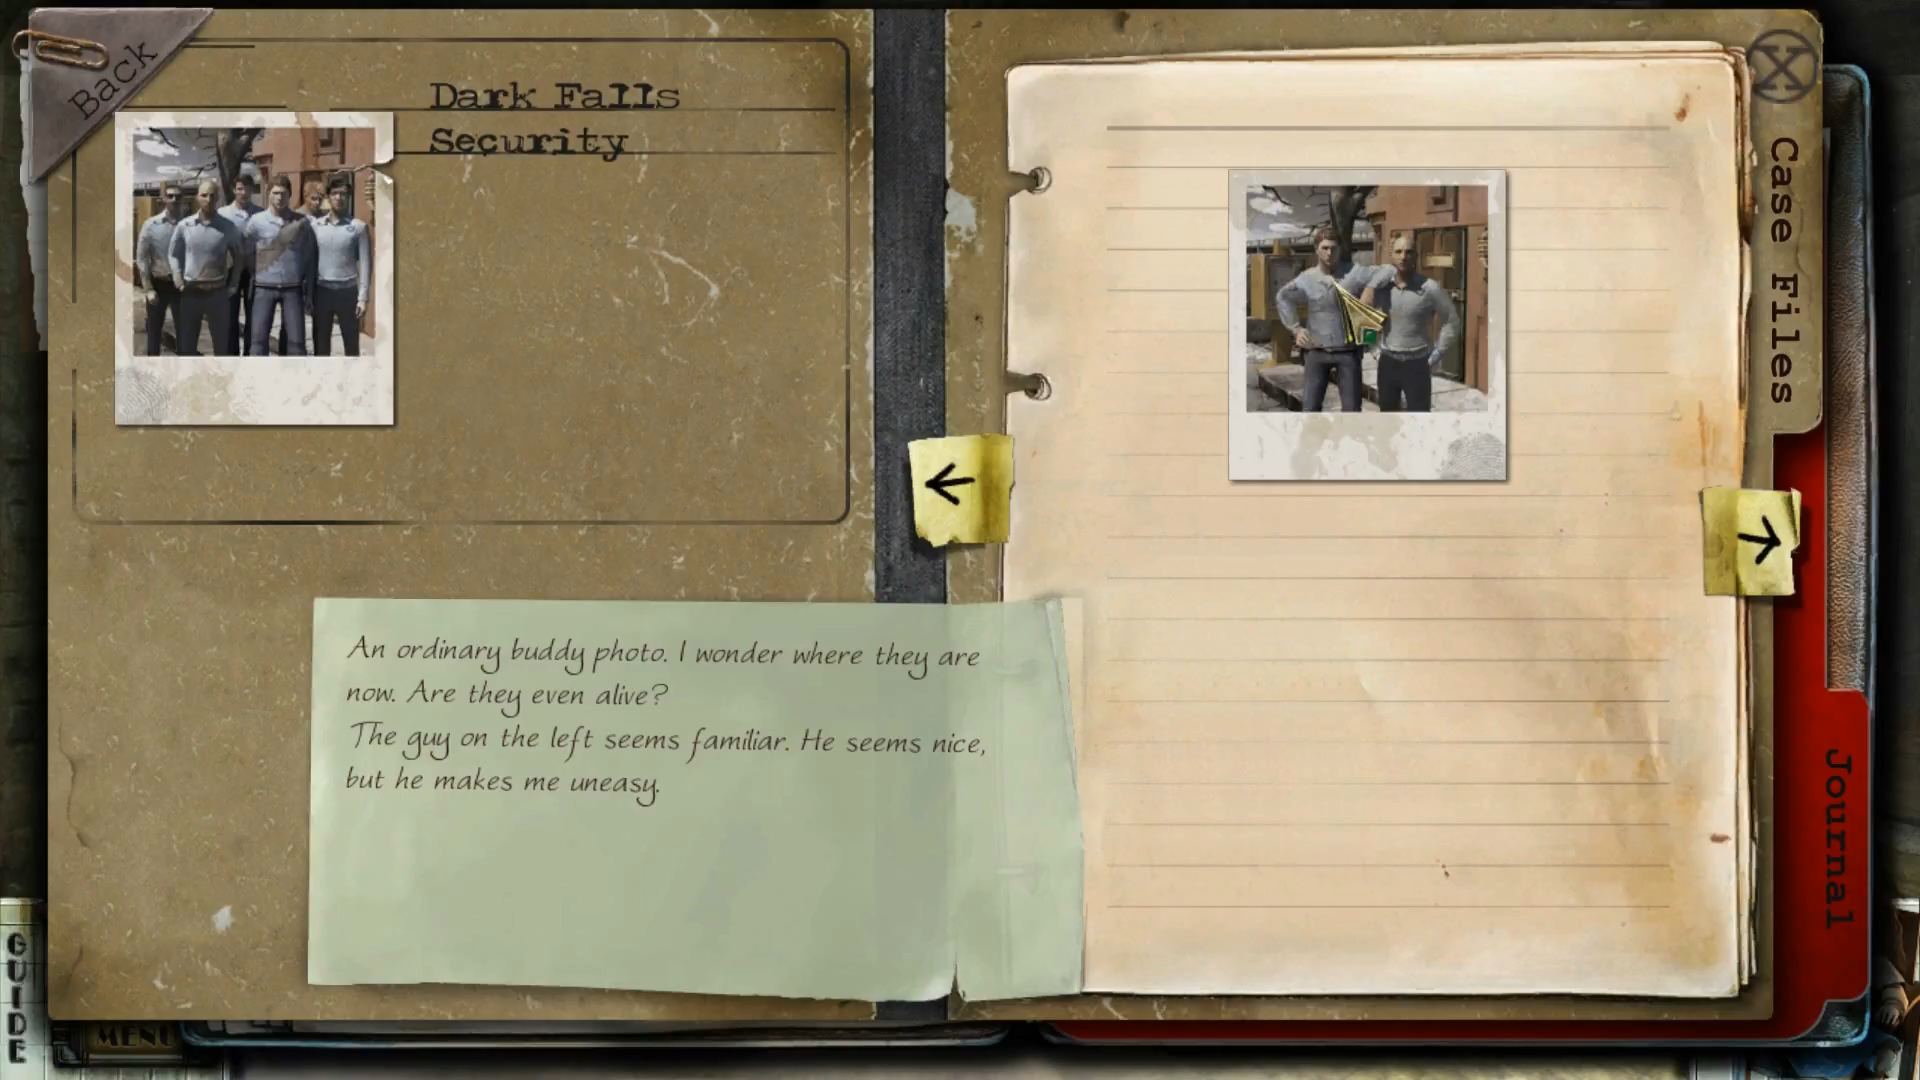 Back
Dark Falls
Security
An ordinary buddy photo. I wonder where they are
now. Are they even alive?
The guy on the left seems familiar. He seems nice,
but he makes me uneasy.
X
Case Files
Journal
GUIDE
MENU